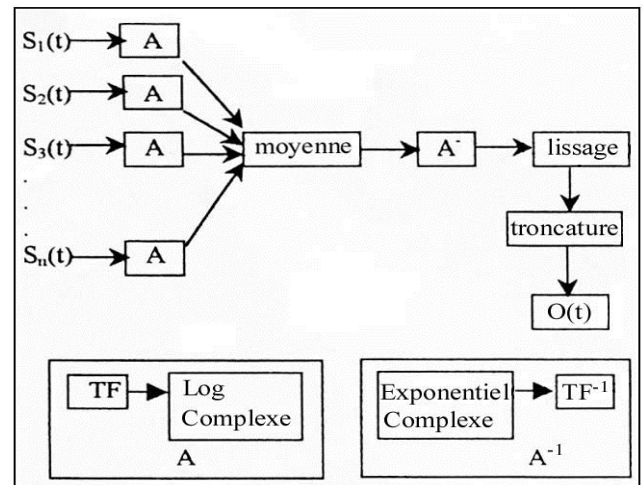 S₁(t) A
S₂(t) A
S₃(t) A moyenne A⁻ lissage
.
.
.
Sₙ(t) A
troncature
O(t)
TF Log
Complexe
A
Exponentiel TF⁻¹
Complexe
A⁻¹